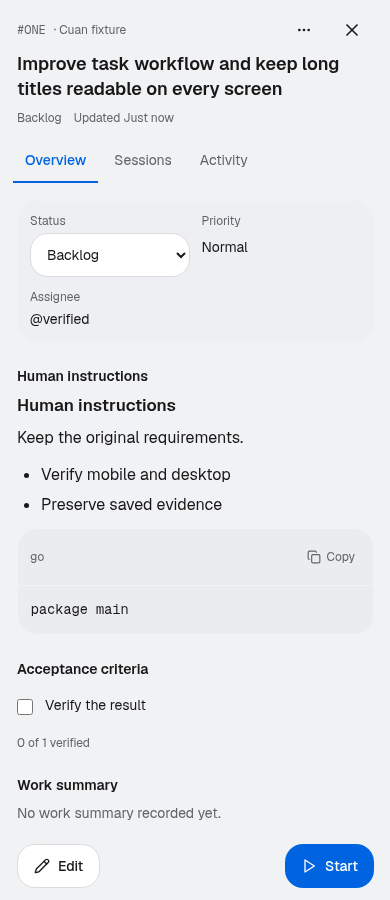 #ONE · Cuan fixture
Improve task workflow and keep long
titles readable on every screen
Backlog Updated Just now
Overview Sessions Activity
Status Priority
Backlog Normal
Assignee
@verified
Human instructions
Human instructions
Keep the original requirements.
• Verify mobile and desktop
• Preserve saved evidence
go Copy
package main
Acceptance criteria
Verify the result
0 of 1 verified
Work summary
No work summary recorded yet.
Edit Start